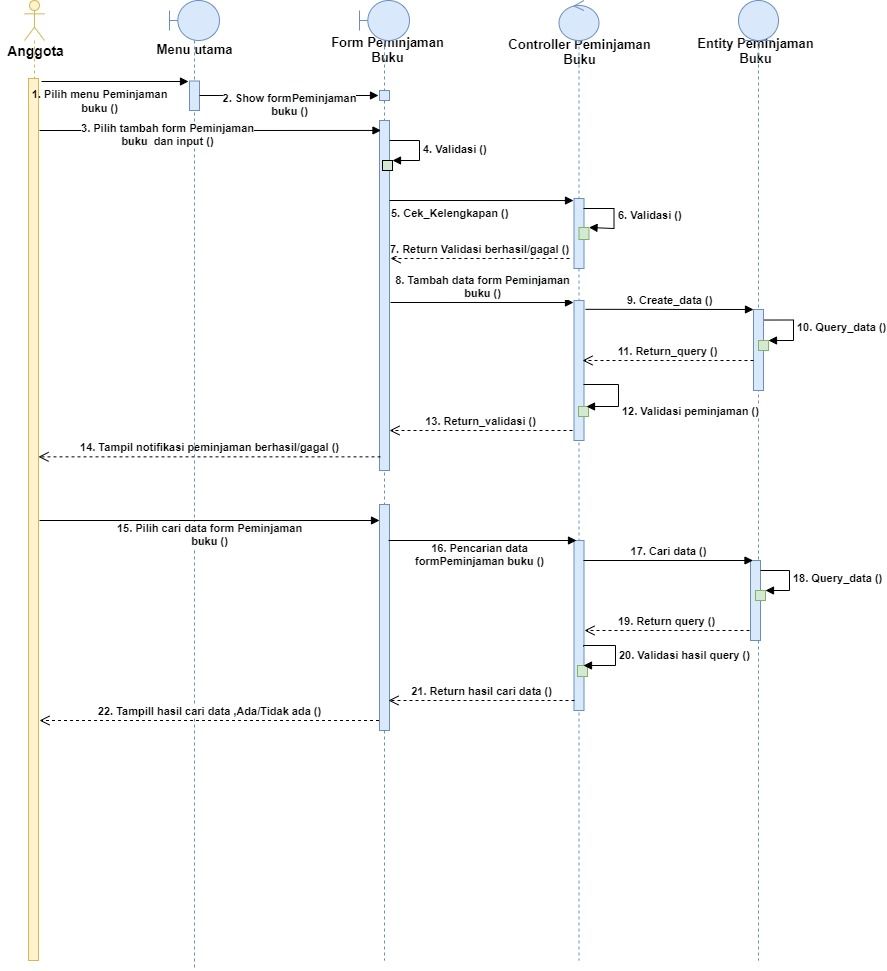 Anggota
Menu utama
Form Peminjaman
Buku
Controller Peminjaman
Buku
Entity Peminjaman
Buku
1. Pilih menu Peminjaman
buku ()
2. Show formPeminjaman
buku ()
3. Pilih tambah form Peminjaman
buku dan input ()
4. Validasi ()
5. Cek_Kelengkapan ()
6. Validasi ()
7. Return Validasi berhasil/gagal ()
8. Tambah data form Peminjaman
buku ()
9. Create_data ()
10. Query_data ()
11. Return_query ()
12. Validasi peminjaman ()
13. Return_validasi ()
14. Tampil notifikasi peminjaman berhasil/gagal ()
15. Pilih cari data form Peminjaman
buku ()
16. Pencarian data
formPeminjaman buku ()
17. Cari data ()
18. Query_data ()
19. Return query ()
20. Validasi hasil query ()
21. Return hasil cari data ()
22. Tampill hasil cari data ,Ada/Tidak ada ()